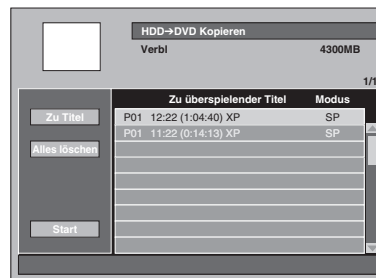 HDD→DVD Kopieren
Verbl 4300MB
1/1
Zu überspielender Titel Modus
Zu Titel
P01 12:22 (1:04:40) XP SP
P01 11:22 (0:14:13) XP SP
Alles löschen
Start